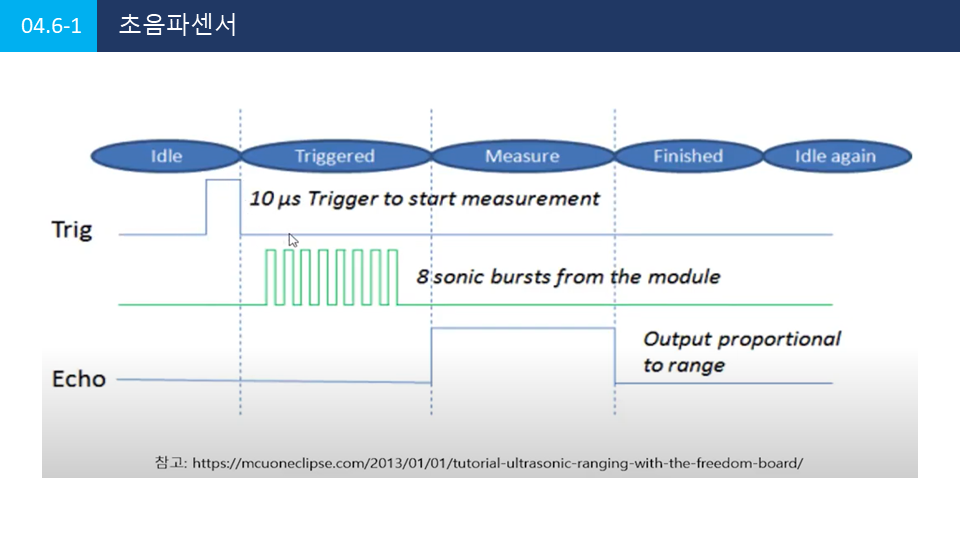 04.6-1 초음파센서
Idle Triggered Measure Finished Idle again
10 µs Trigger to start measurement
Trig
8 sonic bursts from the module
Output proportional
to range
Echo
참고: https://mcuoneclipse.com/2013/01/01/tutorial-ultrasonic-ranging-with-the-freedom-board/